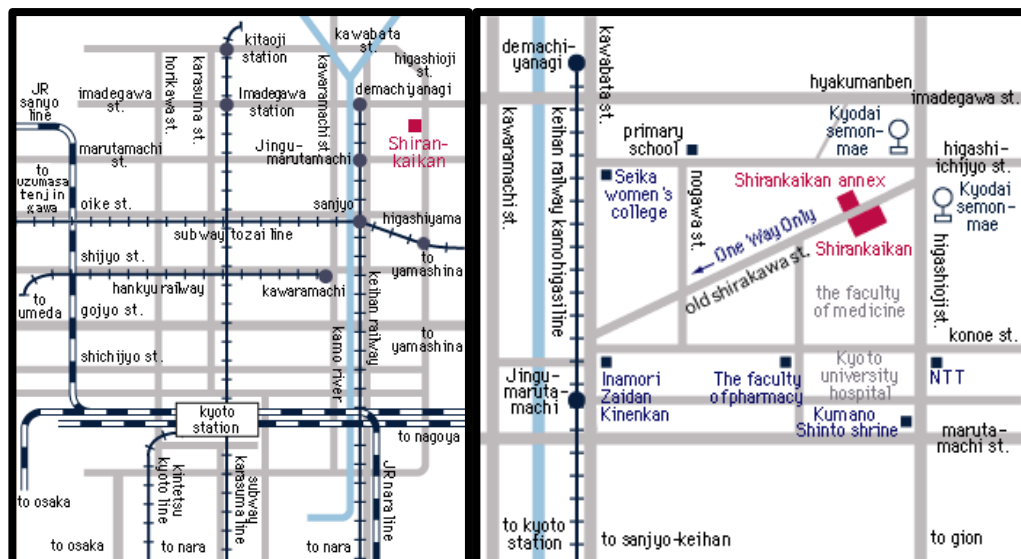 kitaoji
station
kawabata
st.
higashioji
st.
horikawa st.
karasuma st.
kawaramachi st.
JR
sanyo
line
imadegawa
st.
Imadegawa
station
demachiyanagi
Shiran-
kaikan
marutamachi
st.
Jingu-
marutamachi
to
uzumasa
tenjin
gawa
oike st.
sanjyo
higashiyama
subway tozai line
shijyo st.
to
yamashina
hankyu railway
kawaramachi
to
umeda
gojyo st.
keihan railway
kamo river
to
yamashina
shichijyo st.
kyoto
station
to nagoya
kintetsu
kyoto line
subway
karasuma line
JR nara line
to osaka
to osaka
to nara
to nara
demachi-
yanagi
kawabata st.
hyakumanben
imadegawa st.
kawaramachi st.
keihan railway kamohigasi line
primary
school
Kyodai
semon-
mae
higashi-
ichijyo st.
Seika
women's
college
nogawa st.
Shirankaikan annex
Kyodai
semon-
mae
One Way Only
Shirankaikan
old shirakawa st.
higashioji st.
the faculty
of medicine
konoe st.
Jingu-
maruta-
machi
Inamori
Zaidan
Kinenkan
The faculty
of pharmacy
Kyoto
university
hospital
NTT
Kumano
Shinto shrine
maruta-
machi st.
to kyoto
station
to sanjyo-keihan
to gion